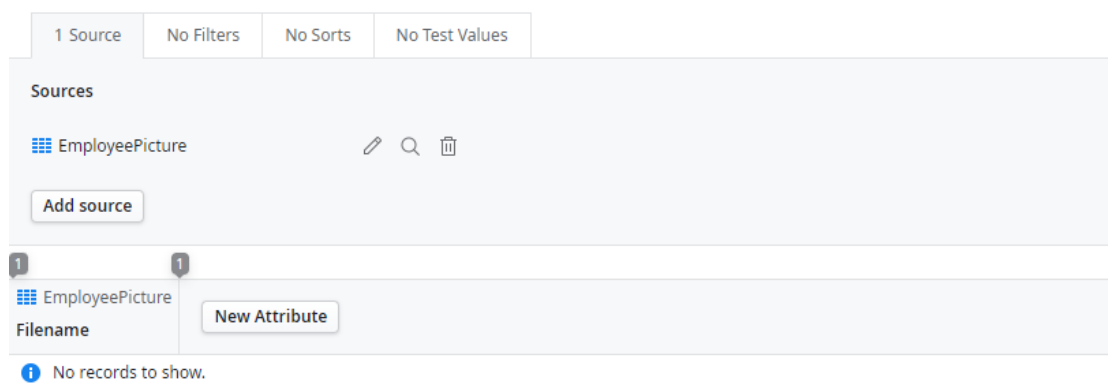 1 Source No Filters No Sorts No Test Values
Sources
EmployeePicture
Add source
1 1
EmployeePicture
Filename
New Attribute
No records to show.